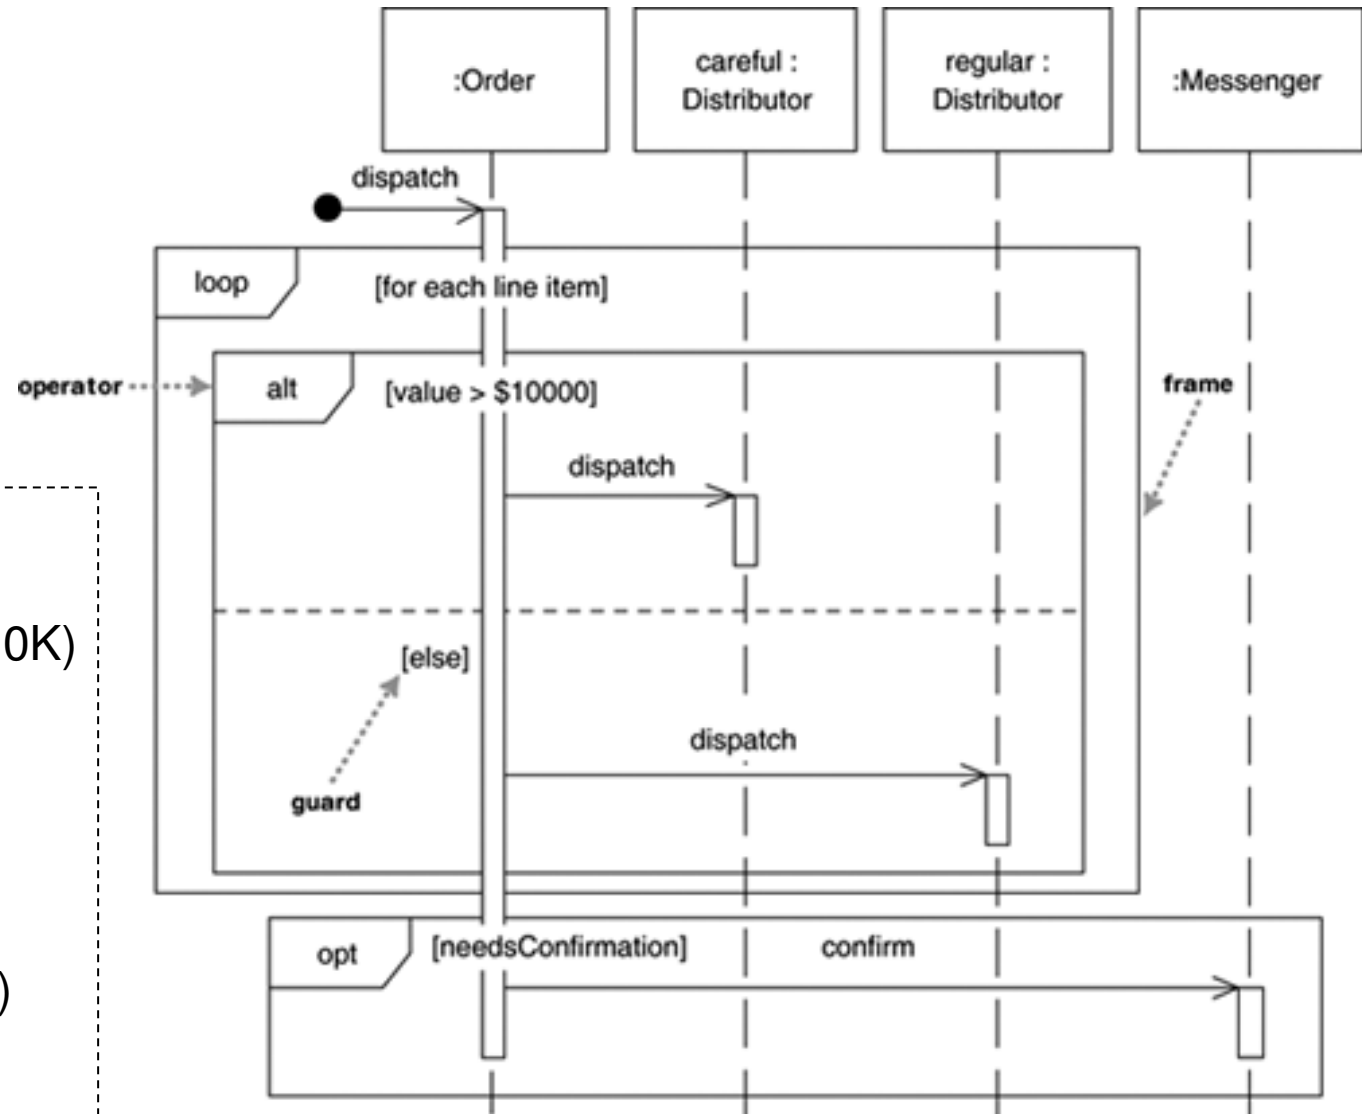 :Order
careful :
Distributor
regular :
Distributor
:Messenger
dispatch
loop
[for each line item]
operator
alt
[value > $10000]
frame
dispatch
0K)
[else]
dispatch
guard
)
opt
[needsConfirmation]
confirm